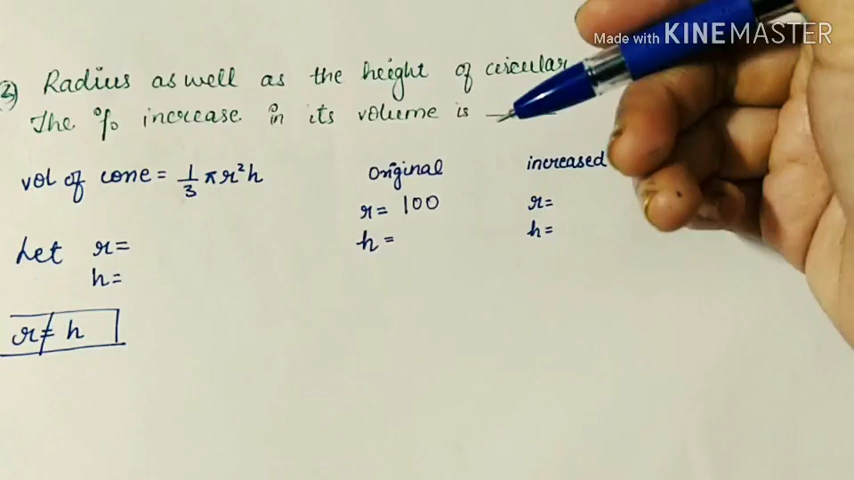 Made with KINEMASTER
2) Radius as well as the height of circular
The % increase in its volume is __
vol of cone = 1/3 πr²h
Original
increased
r = 100
r =
h =
h =
Let r =
h =
r ≠ h